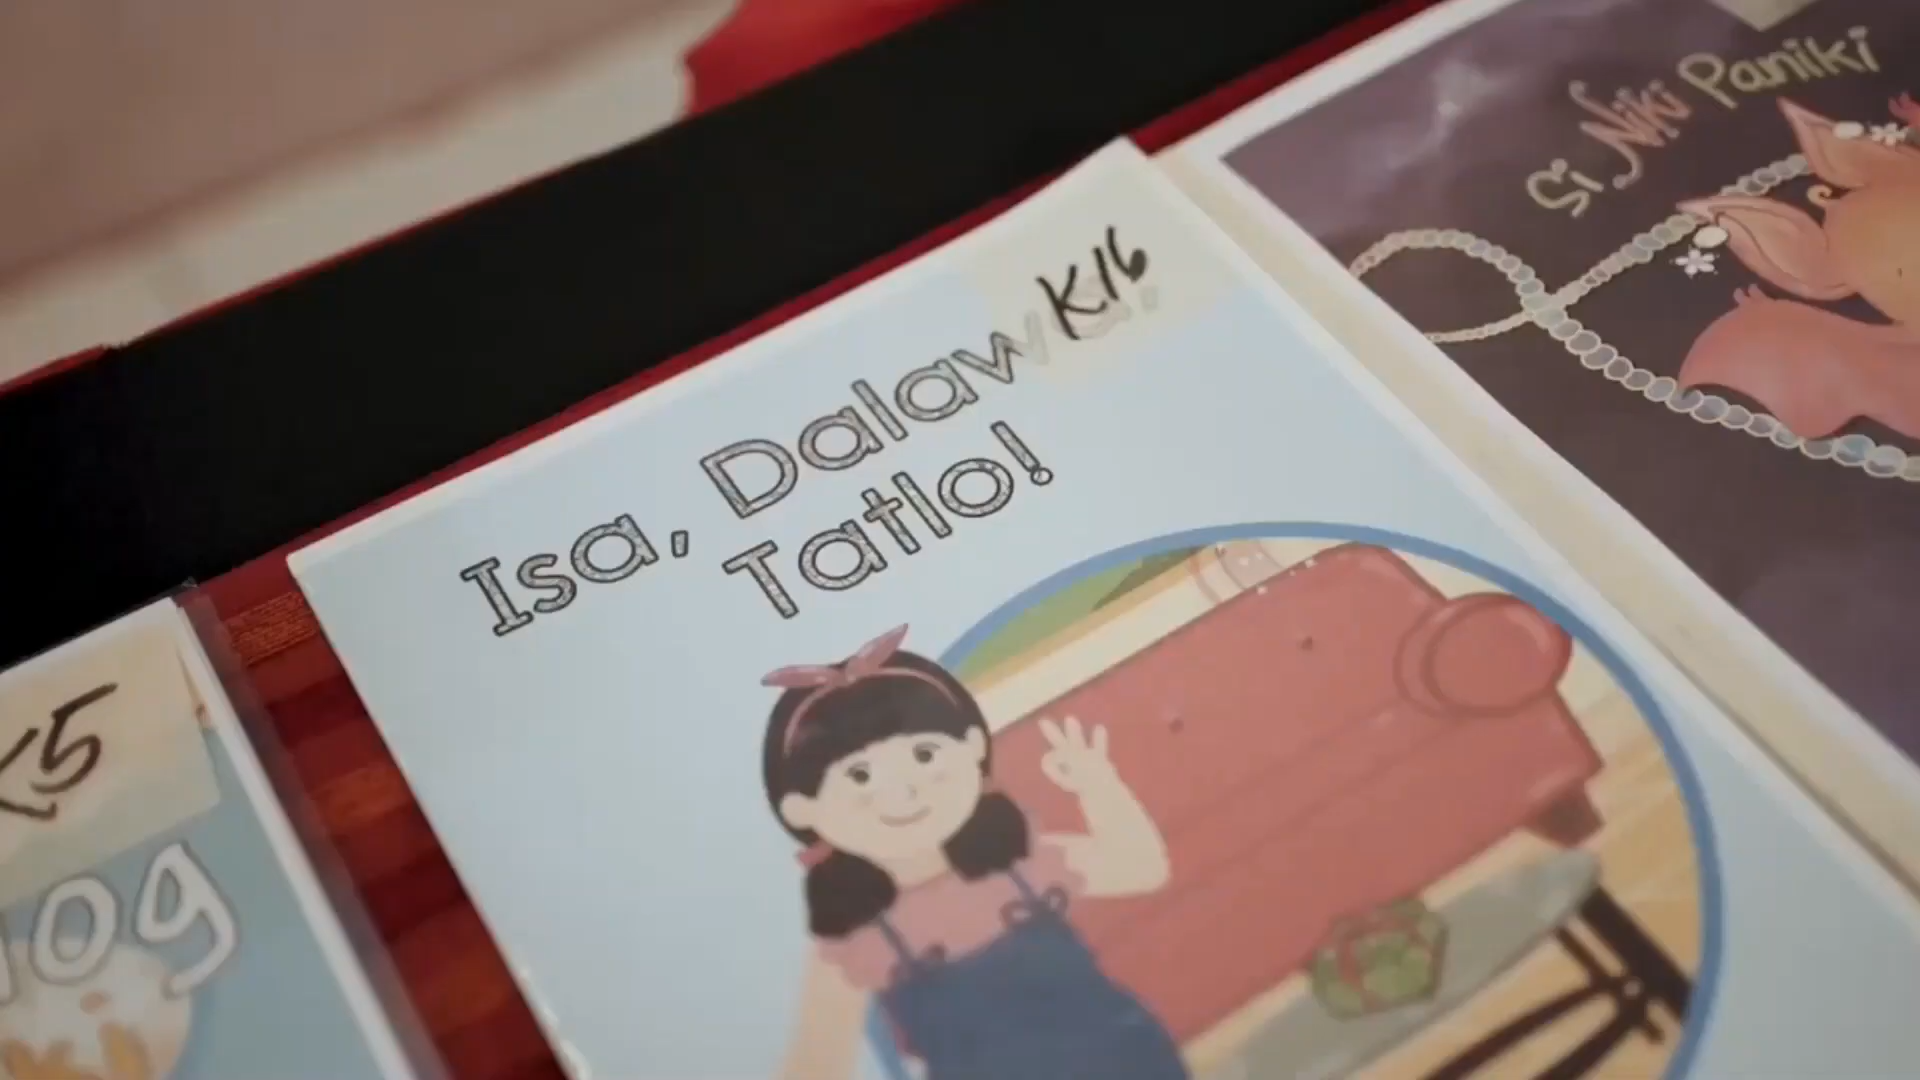 K16
Isa, Dalaw
Tatlo!
Si Niki Paniki
K5
og